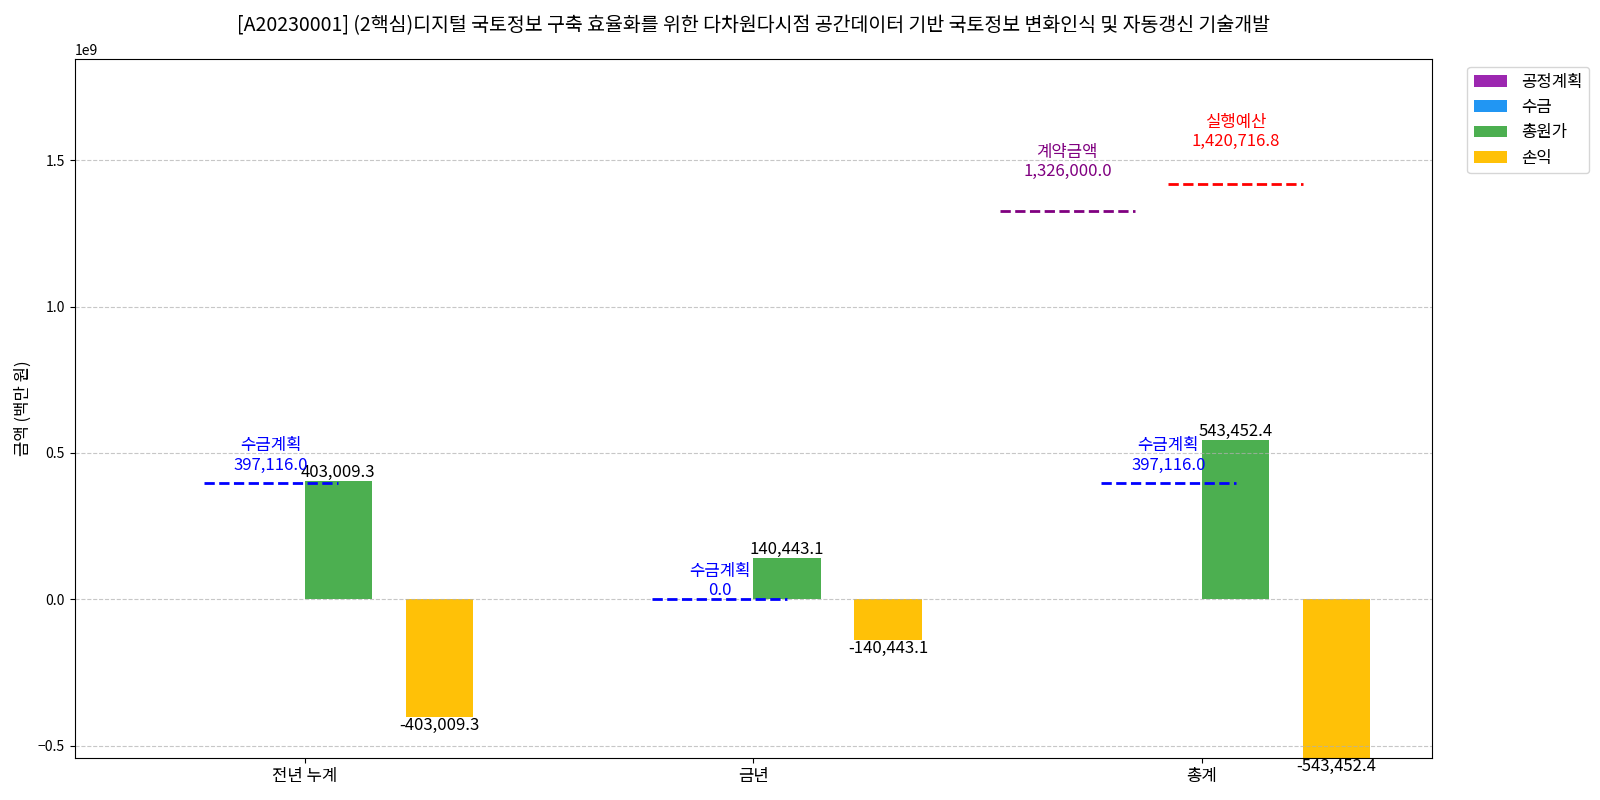 [A20230001] (2핵심)디지털 국토정보 구축 효율화를 위한 다차원다시점 공간데이터 기반 국토정보 변화인식 및 자동갱신 기술개발
1e9
공정계획
수금
총원가
손익
금액 (백만 원)
1.5
1.0
0.5
0.0
−0.5
실행예산
1,420,716.8
계약금액
1,326,000.0
수금계획
397,116.0
403,009.3
-403,009.3
수금계획
0.0
140,443.1
-140,443.1
수금계획
397,116.0
543,452.4
-543,452.4
전년 누계
금년
총계